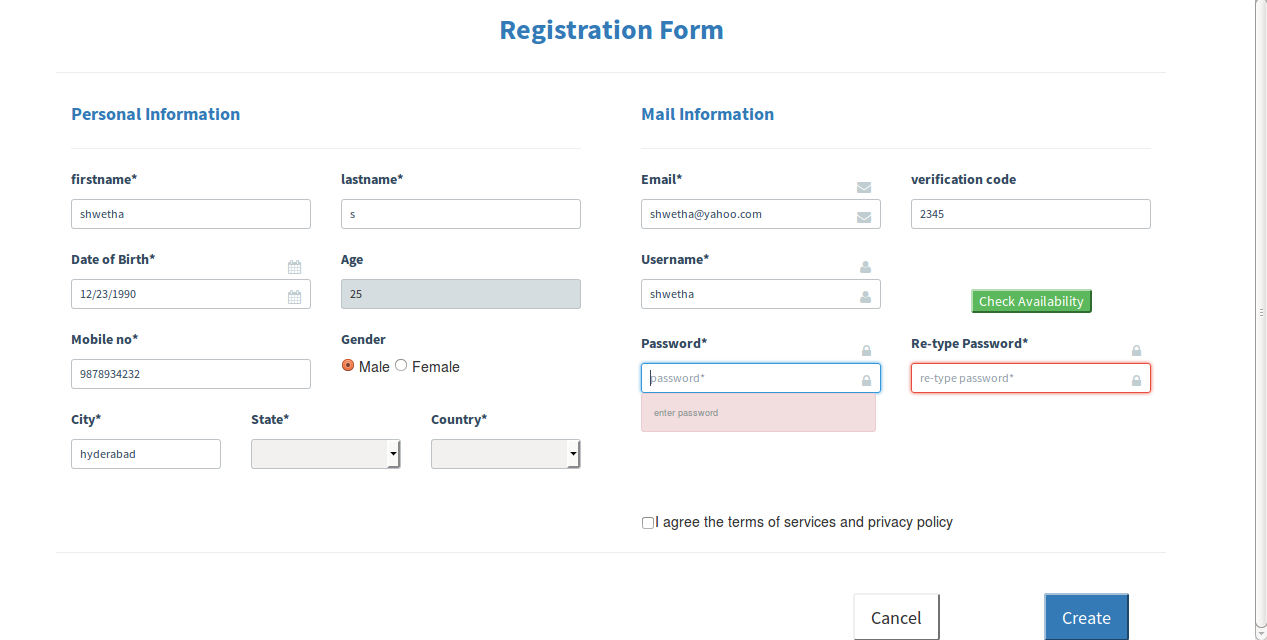 Registration Form
Personal Information
Mail Information
firstname*
lastname*
Email*
verification code
shwetha
s
shwetha@yahoo.com
2345
Date of Birth*
Age
Username*
12/23/1990
25
shwetha
Check Availability
Mobile no*
Gender
Password*
Re-type Password*
9878934232
Male
Female
password*
re-type password*
enter password
City*
State*
Country*
hyderabad
I agree the terms of services and privacy policy
Cancel
Create